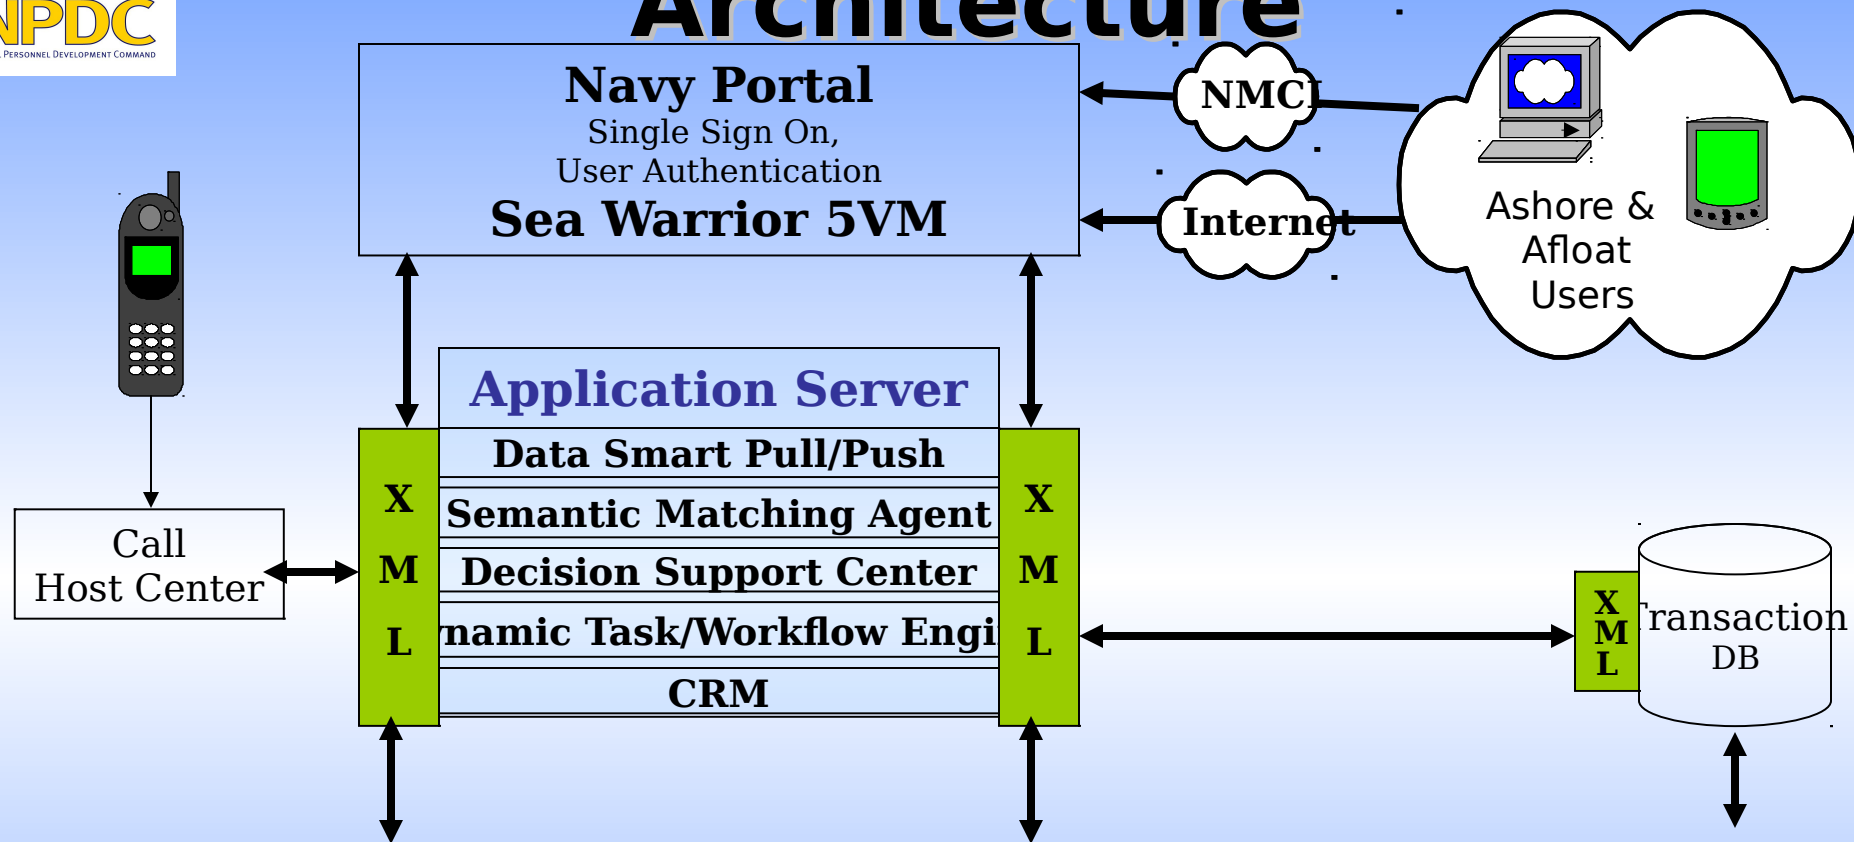 Architecture
NPDC
PERSONNEL DEVELOPMENT COMMAND
Navy Portal
Single Sign On,
User Authentication
Sea Warrior 5VM
NMCI
Internet
Ashore &
Afloat
Users
Application Server
Data Smart Pull/Push
Semantic Matching Agent
Decision Support Center
namic Task/Workflow Engi
CRM
X
M
L
X
M
L
Call
Host Center
X
M
L
Transaction
DB